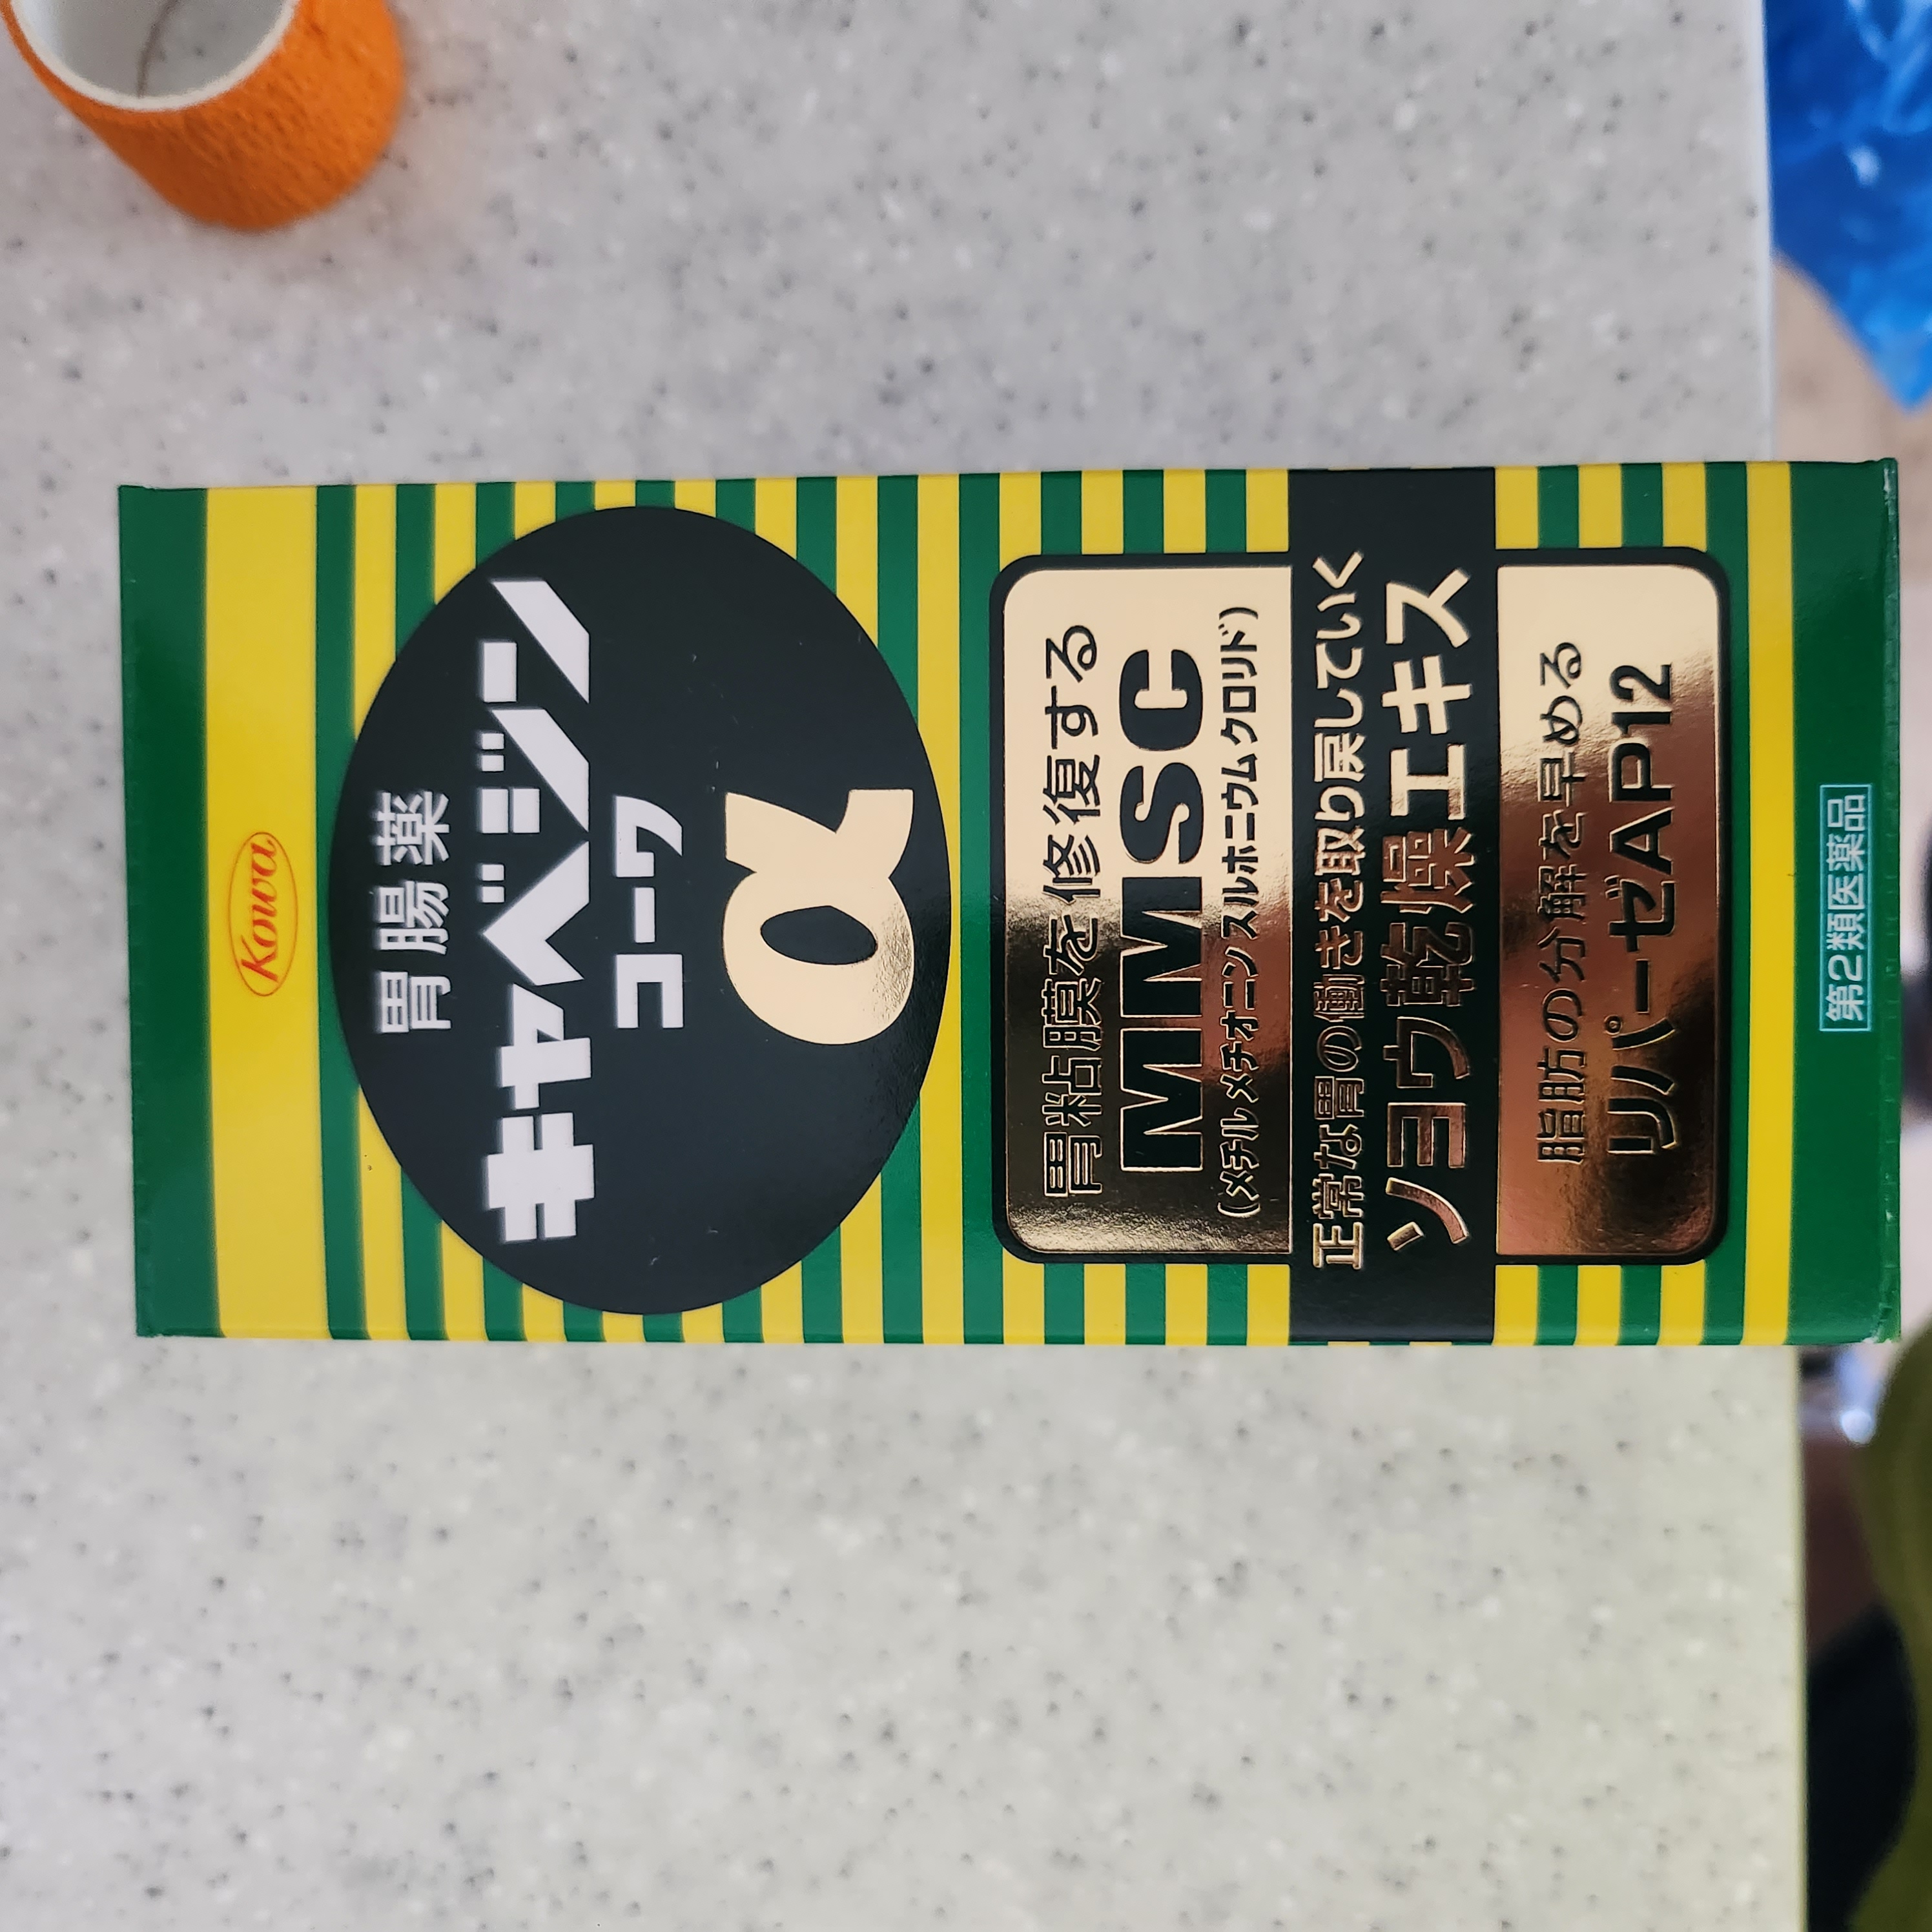 Kowa
胃腸薬
キャベジン
コーワ
α
胃粘膜を修復する
MMSC
(メチルメチオニンスルホニウムクロリド)
正常な胃の働きを取り戻していく
ソヨウ乾燥エキス
脂肪の分解を早める
リパーゼAP12
第2類医薬品